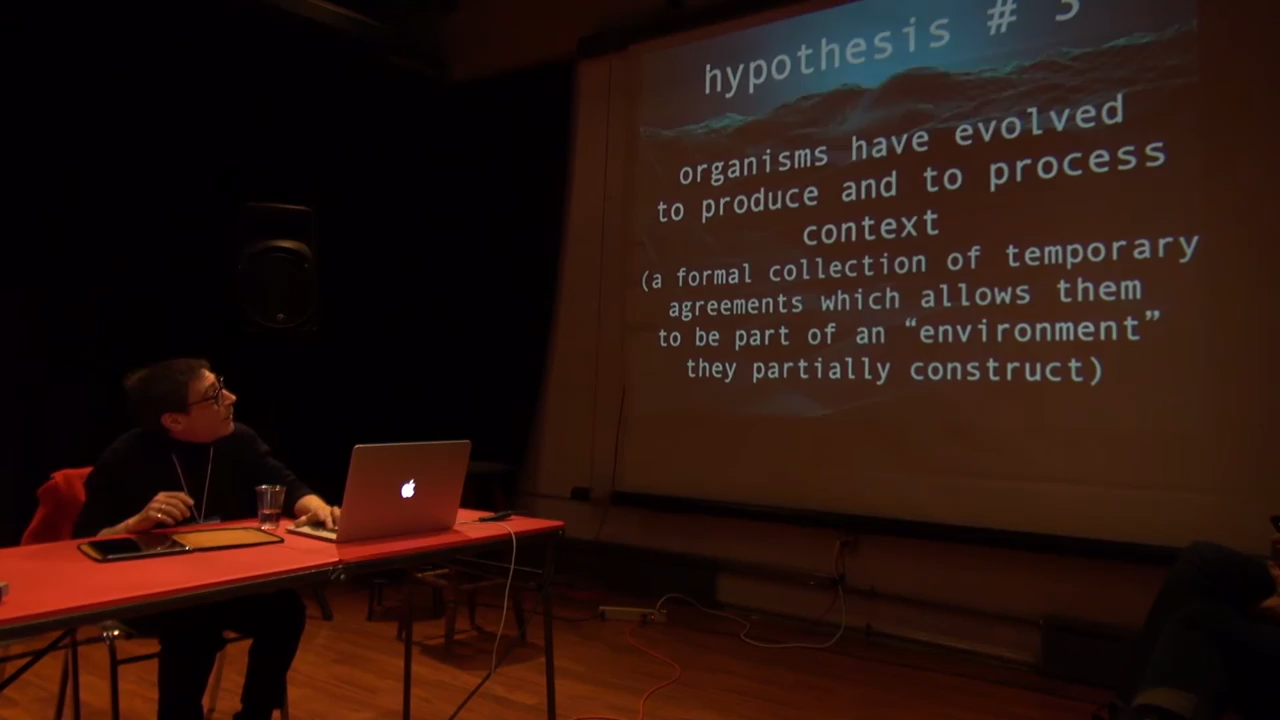 hypothesis # 3
organisms have evolved
to produce and to process
context
(a formal collection of temporary
agreements which allows them
to be part of an “environment”
they partially construct)